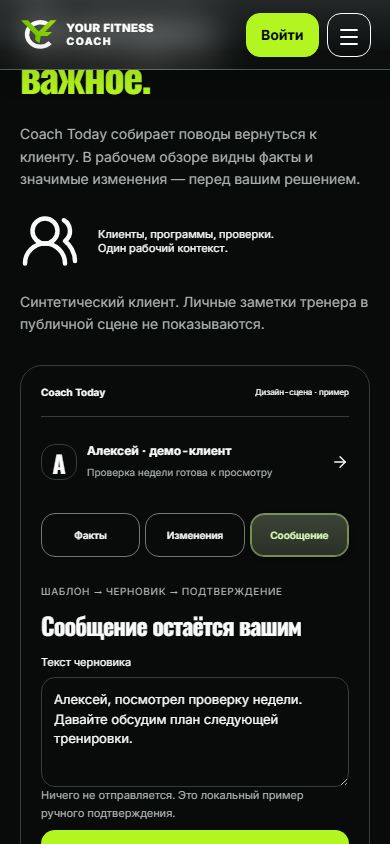 YOUR FITNESS
COACH
Войти
важное.
Coach Today собирает поводы вернуться к
клиенту. В рабочем обзоре видны факты и
значимые изменения — перед вашим решением.
Клиенты, программы, проверки.
Один рабочий контекст.
Синтетический клиент. Личные заметки тренера в
публичной сцене не показываются.
Coach Today
Дизайн-сцена · пример
А
Алексей · демо-клиент
Проверка недели готова к просмотру
→
Факты
Изменения
Сообщение
ШАБЛОН → ЧЕРНОВИК → ПОДТВЕРЖДЕНИЕ
Сообщение остаётся вашим
Текст черновика
Алексей, посмотрел проверку недели.
Давайте обсудим план следующей
тренировки.
Ничего не отправляется. Это локальный пример
ручного подтверждения.